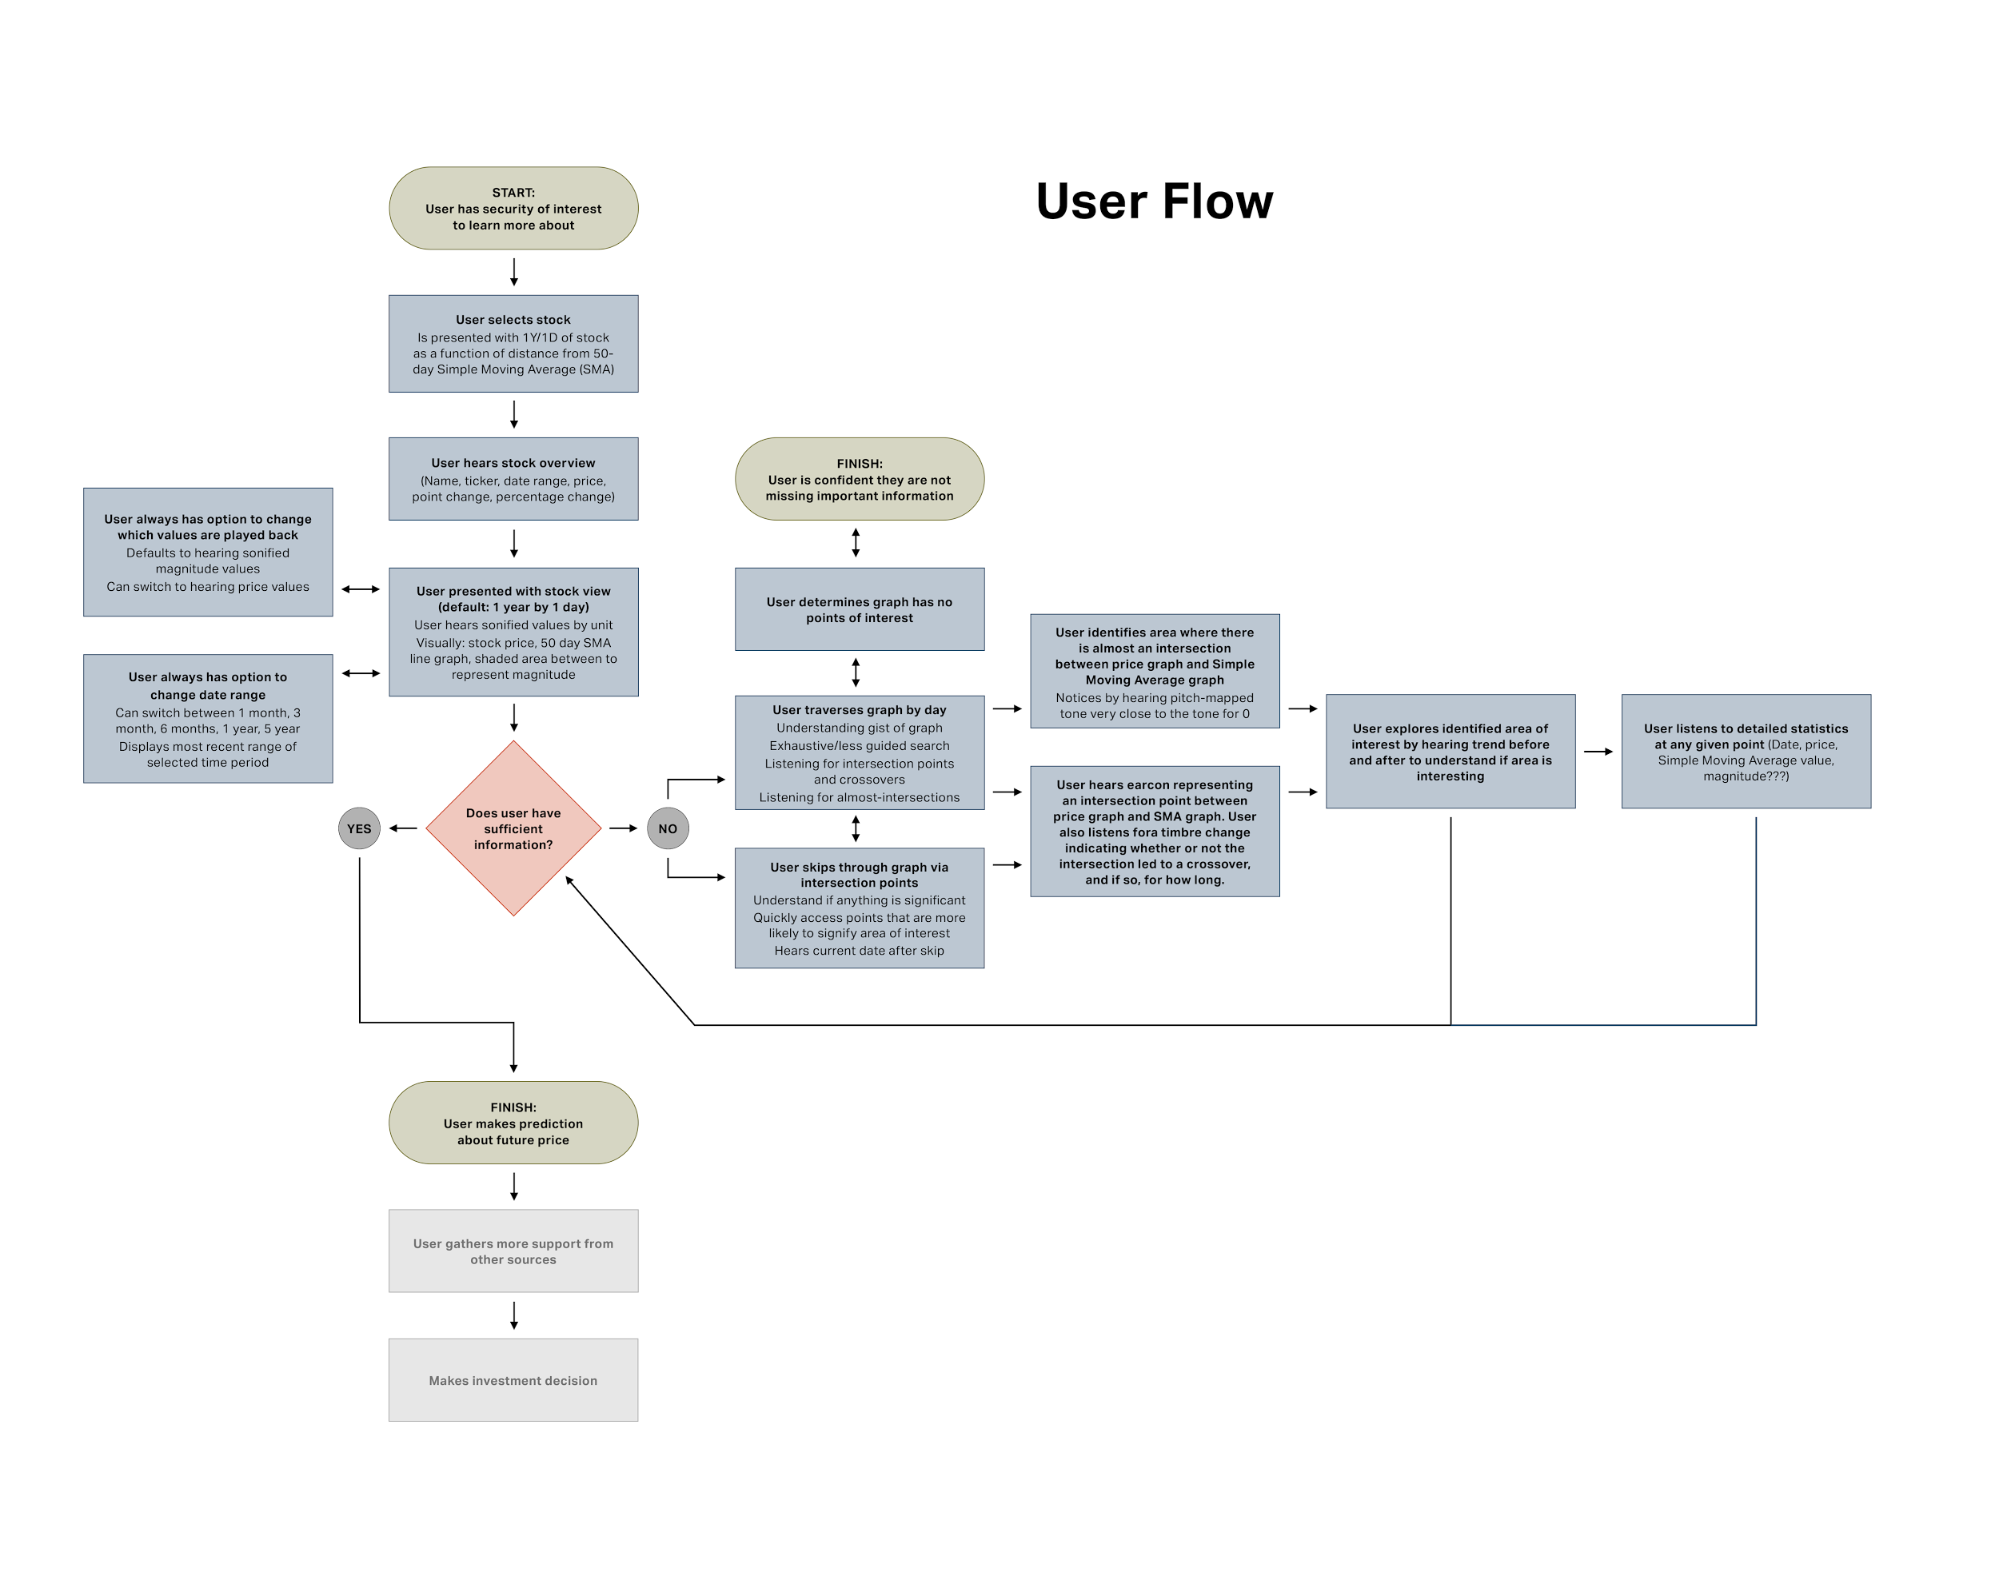 User Flow
START:
User has security of interest
to learn more about
User selects stock
Is presented with 1Y/1D of stock
as a function of distance from 50-
day Simple Moving Average (SMA)
User hears stock overview
(Name, ticker, date range, price,
point change, percentage change)
User always has option to change
which values are played back
Defaults to hearing sonified
magnitude values
Can switch to hearing price values
User presented with stock view
(default: 1 year by 1 day)
User hears sonified values by unit
Visually: stock price, 50 day SMA
line graph, shaded area between to
represent magnitude
User always has option to
change date range
Can switch between 1 month, 3
month, 6 months, 1 year, 5 year
Displays most recent range of
selected time period
Does user have
sufficient
information?
YES
NO
FINISH:
User is confident they are not
missing important information
User determines graph has no
points of interest
User traverses graph by day
Understanding gist of graph
Exhaustive/less guided search
Listening for intersection points
and crossovers
Listening for almost-intersections
User skips through graph via
intersection points
Understand if anything is significant
Quickly access points that are more
likely to signify area of interest
Hears current date after skip
User identifies area where there
is almost an intersection
between price graph and Simple
Moving Average graph
Notices by hearing pitch-mapped
tone very close to the tone for 0
User hears earcon representing
an intersection point between
price graph and SMA graph. User
also listens fora timbre change
indicating whether or not the
intersection led to a crossover,
and if so, for how long.
User explores identified area of
interest by hearing trend before
and after to understand if area is
interesting
User listens to detailed statistics
at any given point (Date, price,
Simple Moving Average value,
magnitude???)
FINISH:
User makes prediction
about future price
User gathers more support from
other sources
Makes investment decision